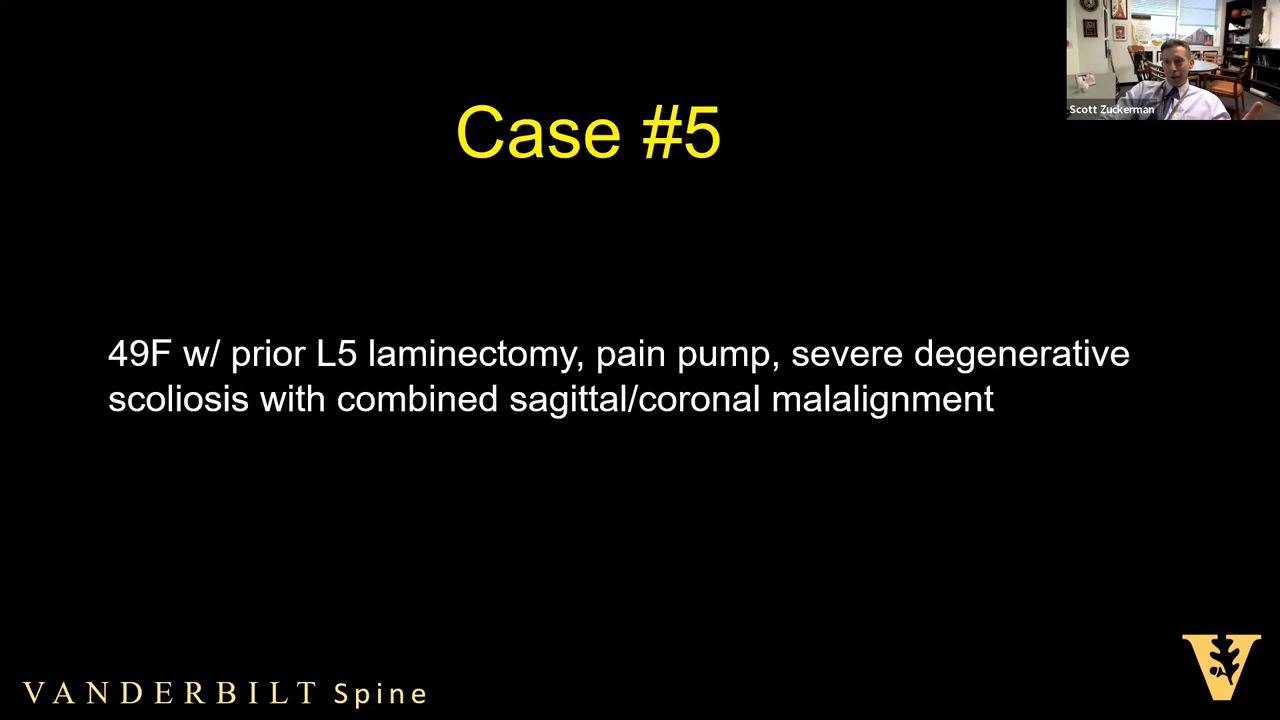 Scott Zuckerman
Case #5
49F w/ prior L5 laminectomy, pain pump, severe degenerative
scoliosis with combined sagittal/coronal malalignment
VANDERBILT Spine
V